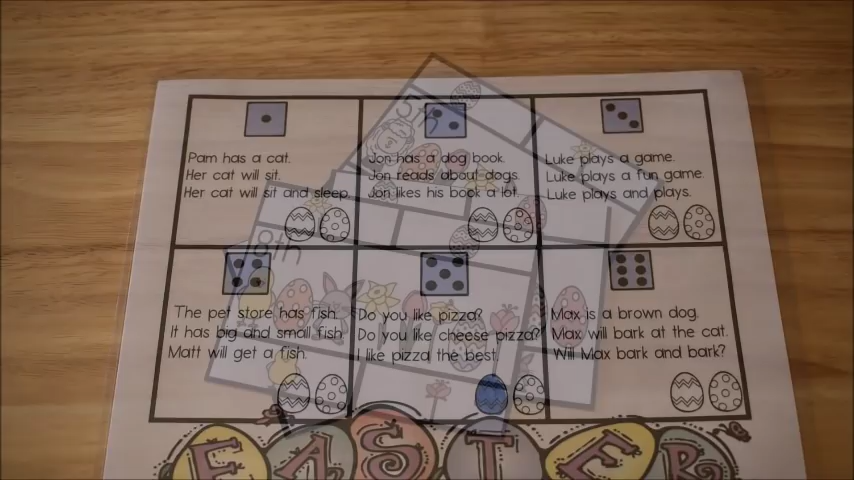 Pam has a cat.
Her cat will sit.
Her cat will sit and sleep.
Jon has a dog book.
Jon reads about dogs.
Jon likes his book a lot.
Luke plays a game.
Luke plays a fun game.
Luke plays and plays.
The pet store has fish.
It has big and small fish.
Matt will get a fish.
Do you like pizza?
Do you like cheese pizza?
I like pizza the best.
Max is a brown dog.
Max will bark at the cat.
Will Max bark and bark?
EASTER